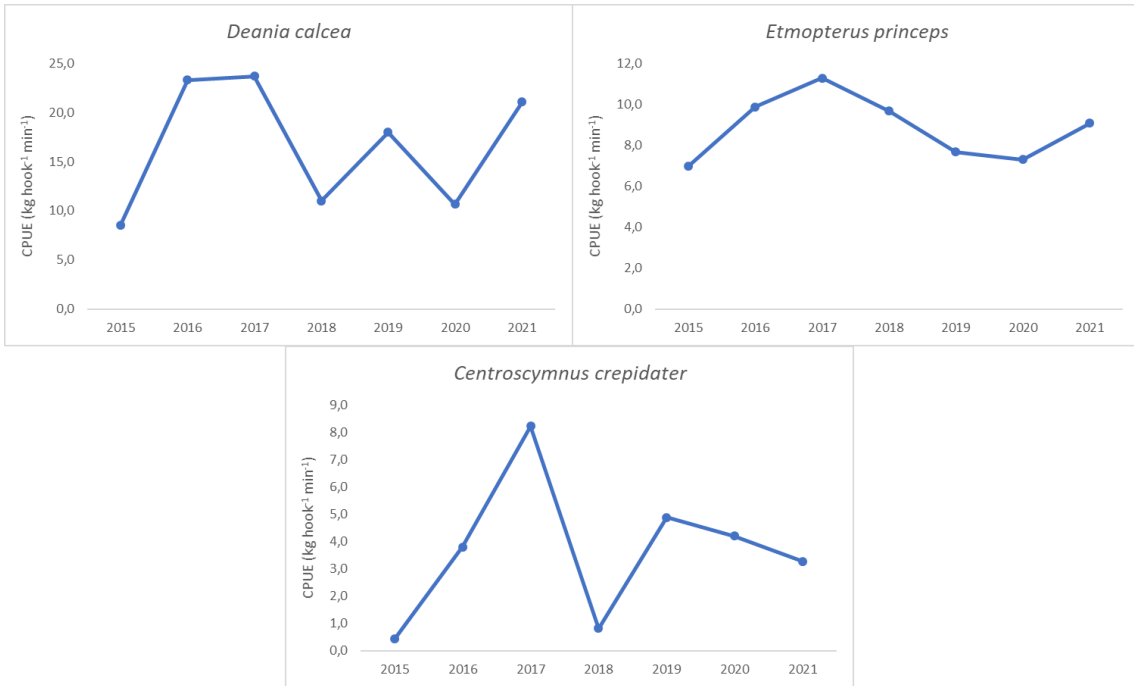 Deania calcea
CPUE (kg hook-1 min-1)
25,0
20,0
15,0
10,0
5,0
0,0
2015 2016 2017 2018 2019 2020 2021
Etmopterus princeps
CPUE (kg hook-1 min-1)
12,0
10,0
8,0
6,0
4,0
2,0
0,0
2015 2016 2017 2018 2019 2020 2021
Centroscymnus crepidater
CPUE (kg hook-1 min-1)
9,0
8,0
7,0
6,0
5,0
4,0
3,0
2,0
1,0
0,0
2015 2016 2017 2018 2019 2020 2021